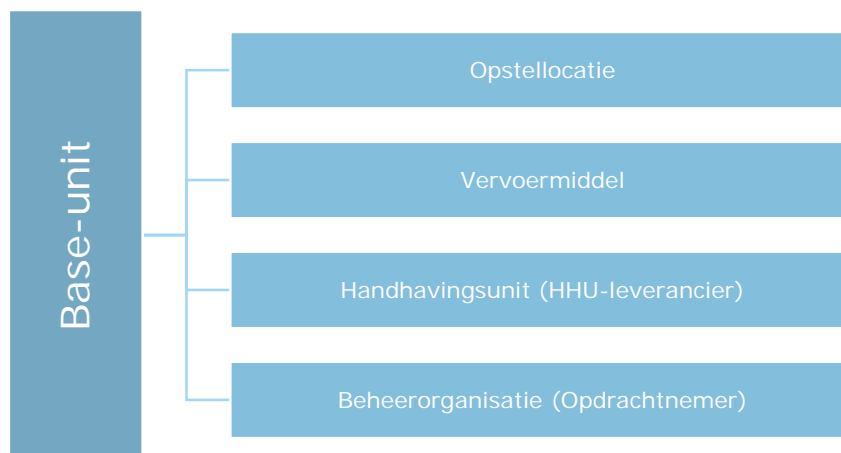 Base-unit
Opstellocatie
Vervoermiddel
Handhavingsunit (HHU-leverancier)
Beheerorganisatie (Opdrachtnemer)